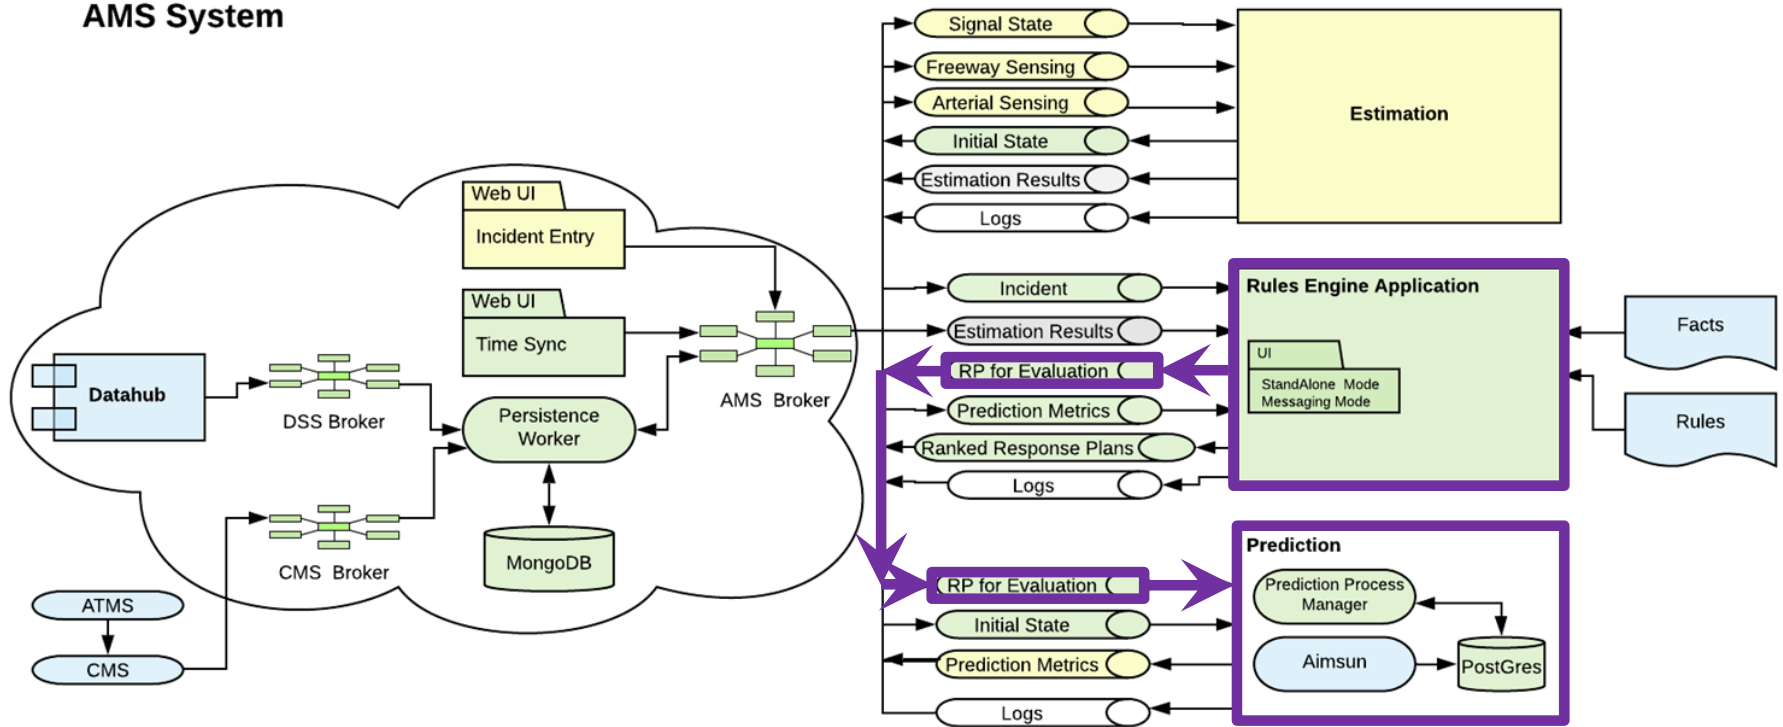 AMS System
Signal State
Freeway Sensing
Arterial Sensing
Initial State
Estimation Results
Logs
Estimation
Web UI
Incident Entry
Web UI
Time Sync
Datahub
DSS Broker
Persistence
Worker
AMS Broker
MongoDB
CMS Broker
ATMS
CMS
Incident
Estimation Results
RP for Evaluation
Prediction Metrics
Ranked Response Plans
Logs
Rules Engine Application
UI
StandAlone Mode
Messaging Mode
Facts
Rules
RP for Evaluation
Initial State
Prediction Metrics
Logs
Prediction
Prediction Process
Manager
Aimsun
PostGres